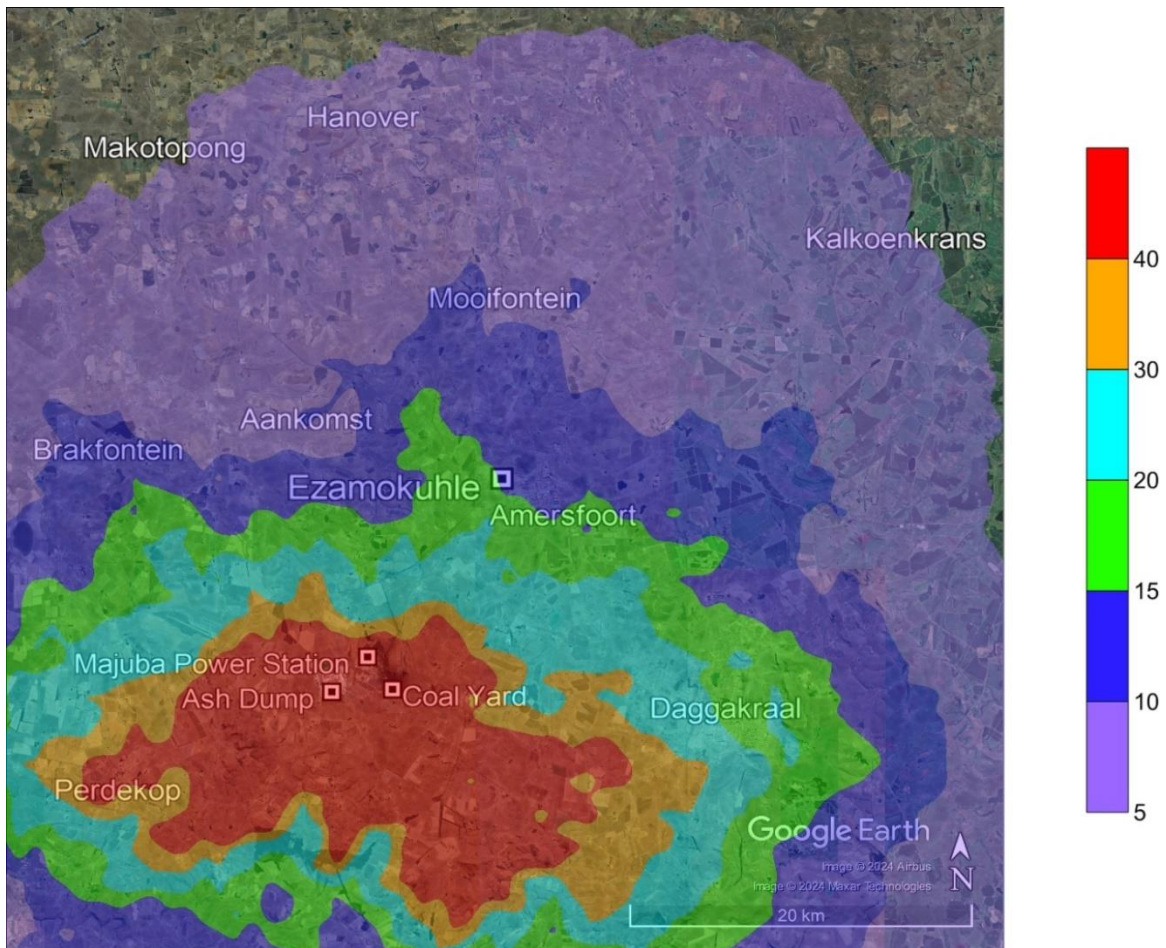 Hanover
Makotopong
Kalkoenkrans
40
Mooifontein
30
Aankomst
Brakfontein
20
Ezamokuhle
Amersfoort
15
Majuba Power Station
Ash Dump
Coal Yard
10
Daggakraal
Perdekop
5
Google Earth
Image © 2024 Airbus
Image © 2024 Maxar Technologies
N
20 km